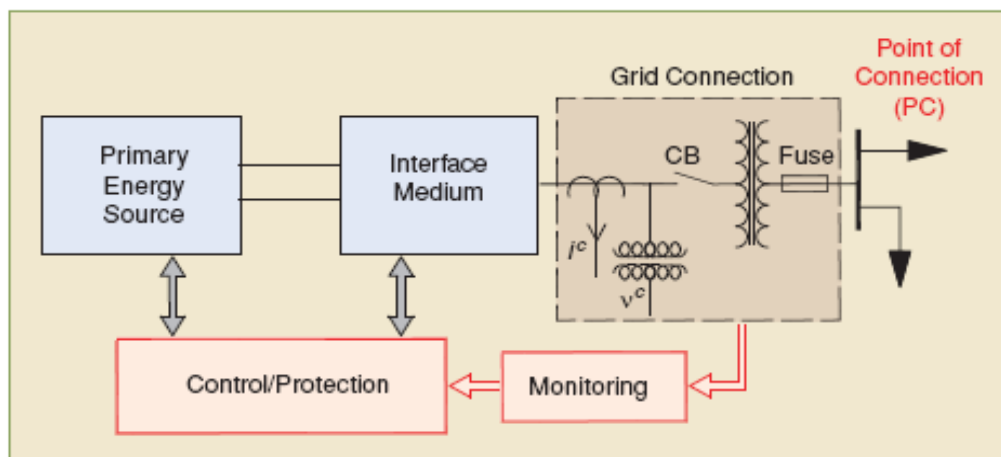 Point of
Connection
(PC)
Grid Connection
Primary
Energy
Source
Interface
Medium
CB
Fuse
i^c
v^c
Control/Protection
Monitoring